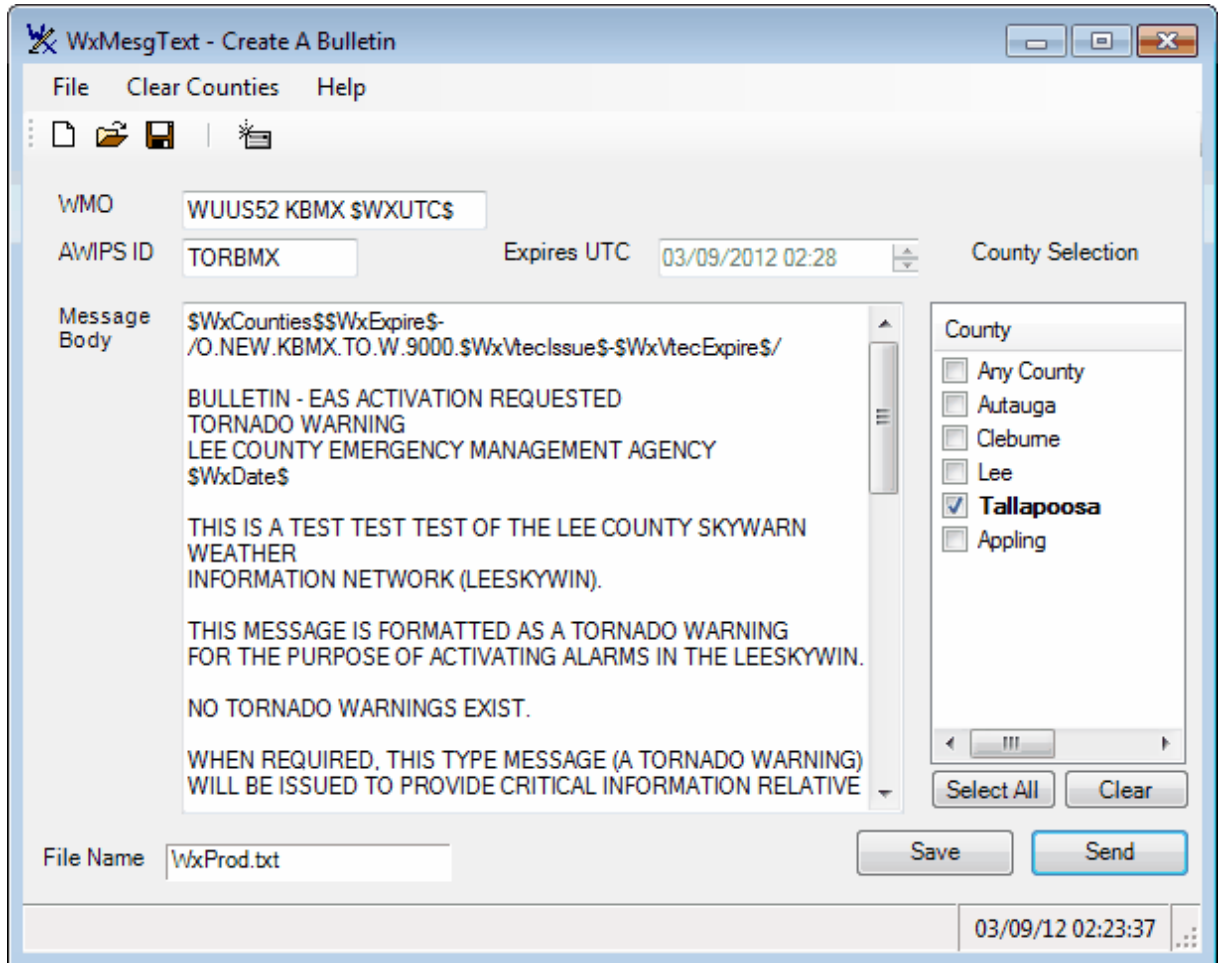 WxMesgText - Create A Bulletin
File Clear Counties Help
WMO WUUS52 KBMX $WXUTC$
AWIPS ID TORBMX Expires UTC 03/09/2012 02:28 County Selection
Message
Body
$WxCounties$$WxExpire$-
/O.NEW.KBMX.TO.W.9000.$WxVtecIssue$-$WxVtecExpire$/
BULLETIN - EAS ACTIVATION REQUESTED
TORNADO WARNING
LEE COUNTY EMERGENCY MANAGEMENT AGENCY
$WxDate$
THIS IS A TEST TEST TEST OF THE LEE COUNTY SKYWARN
WEATHER
INFORMATION NETWORK (LEESKYWIN).
THIS MESSAGE IS FORMATTED AS A TORNADO WARNING
FOR THE PURPOSE OF ACTIVATING ALARMS IN THE LEESKYWIN.
NO TORNADO WARNINGS EXIST.
WHEN REQUIRED, THIS TYPE MESSAGE (A TORNADO WARNING)
WILL BE ISSUED TO PROVIDE CRITICAL INFORMATION RELATIVE
County
Any County
Autauga
Cleburne
Lee
Tallapoosa
Appling
Select All Clear
File Name WxProd.txt Save Send
03/09/12 02:23:37